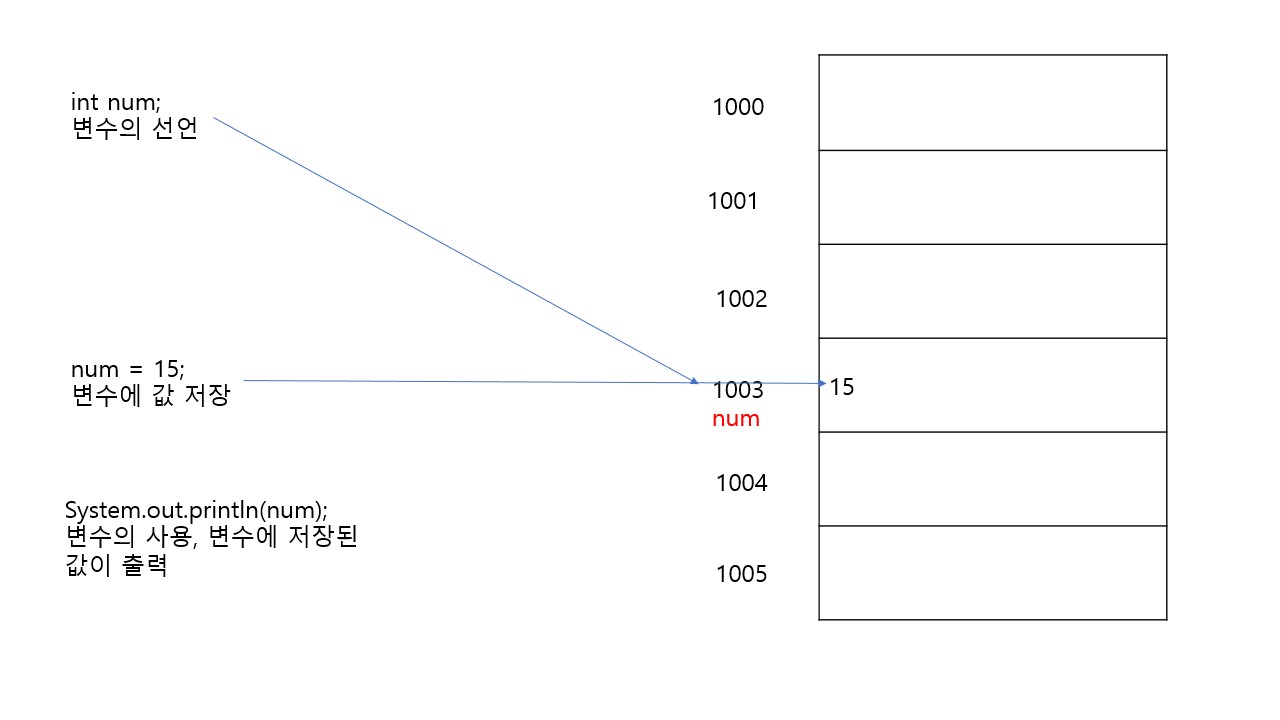 int num;
변수의 선언
1000
1001
1002
num = 15;
변수에 값 저장
1003
num
15
1004
System.out.println(num);
변수의 사용, 변수에 저장된
값이 출력
1005